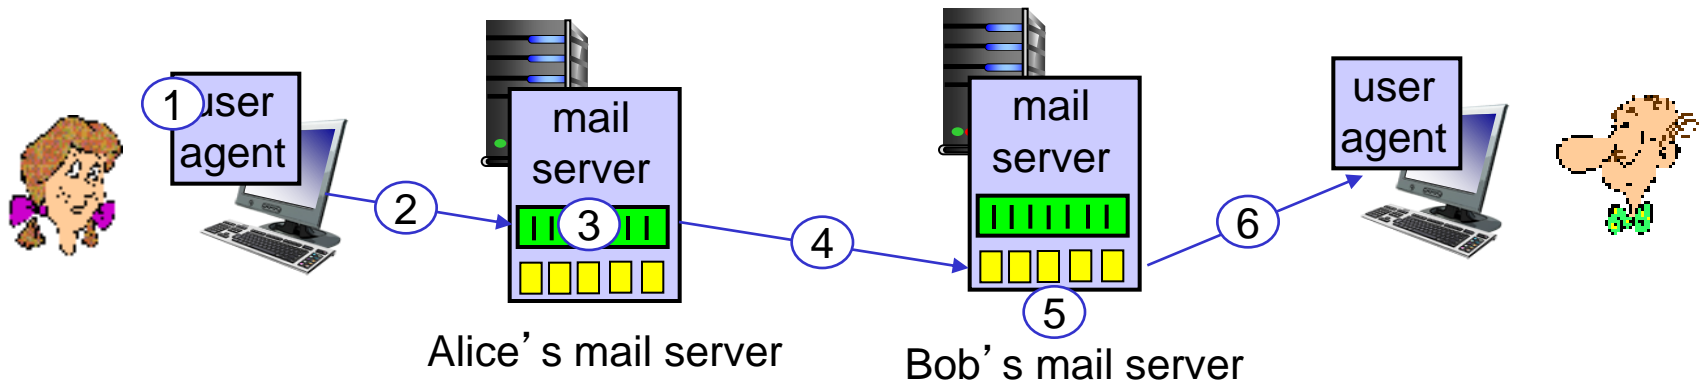 1
user
agent
2
mail
server
3
4
mail
server
5
6
user
agent
Alice’s mail server
Bob’s mail server